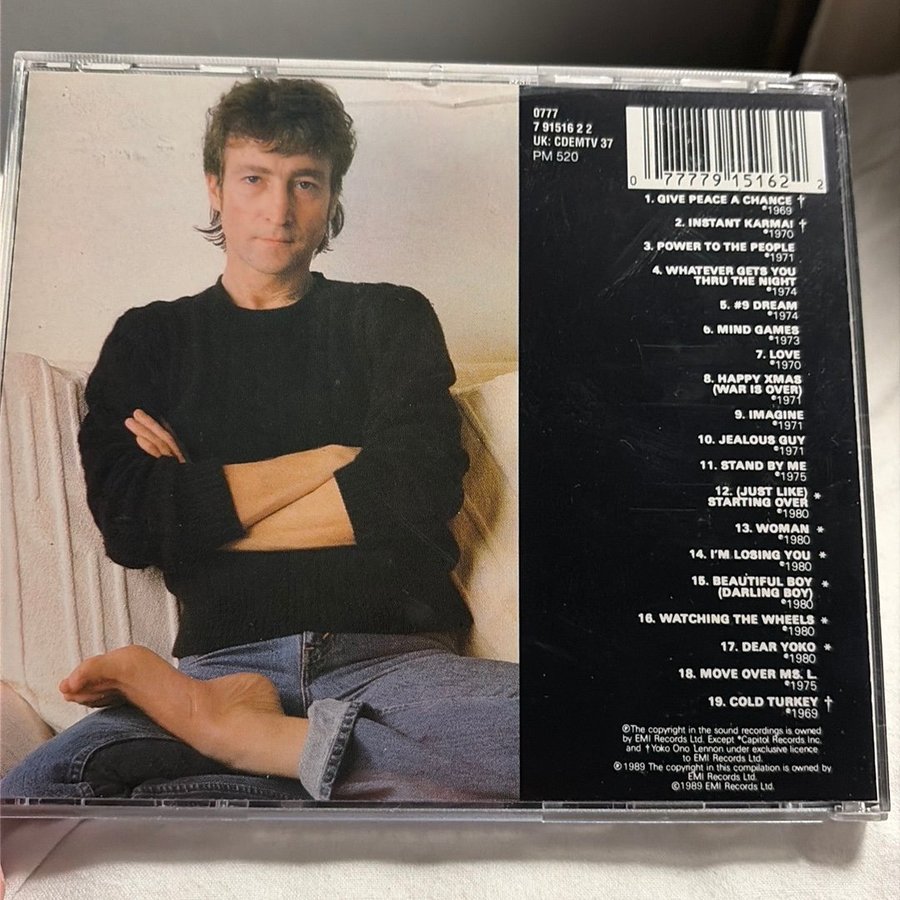 0777
7 91516 2 2
UK: CDEMTV 37
PM 520
0 77779 15162 2
1. GIVE PEACE A CHANCE †
℗1969
2. INSTANT KARMA! †
℗1970
3. POWER TO THE PEOPLE
℗1971
4. WHATEVER GETS YOU
THRU THE NIGHT
℗1974
5. #9 DREAM
℗1974
6. MIND GAMES
℗1973
7. LOVE
℗1970
8. HAPPY XMAS
(WAR IS OVER)
℗1971
9. IMAGINE
℗1971
10. JEALOUS GUY
℗1971
11. STAND BY ME
℗1975
12. (JUST LIKE) *
STARTING OVER
℗1980
13. WOMAN *
℗1980
14. I'M LOSING YOU *
℗1980
15. BEAUTIFUL BOY *
(DARLING BOY)
℗1980
16. WATCHING THE WHEELS *
℗1980
17. DEAR YOKO *
℗1980
18. MOVE OVER MS. L.
℗1975
19. COLD TURKEY †
℗1969
℗The copyright in the sound recordings is owned
by EMI Records Ltd. Except *Capitol Records Inc.
and †Yoko Ono Lennon under exclusive licence
to EMI Records Ltd.
℗1989 The copyright in this compilation is owned by
EMI Records Ltd.
©1989 EMI Records Ltd.